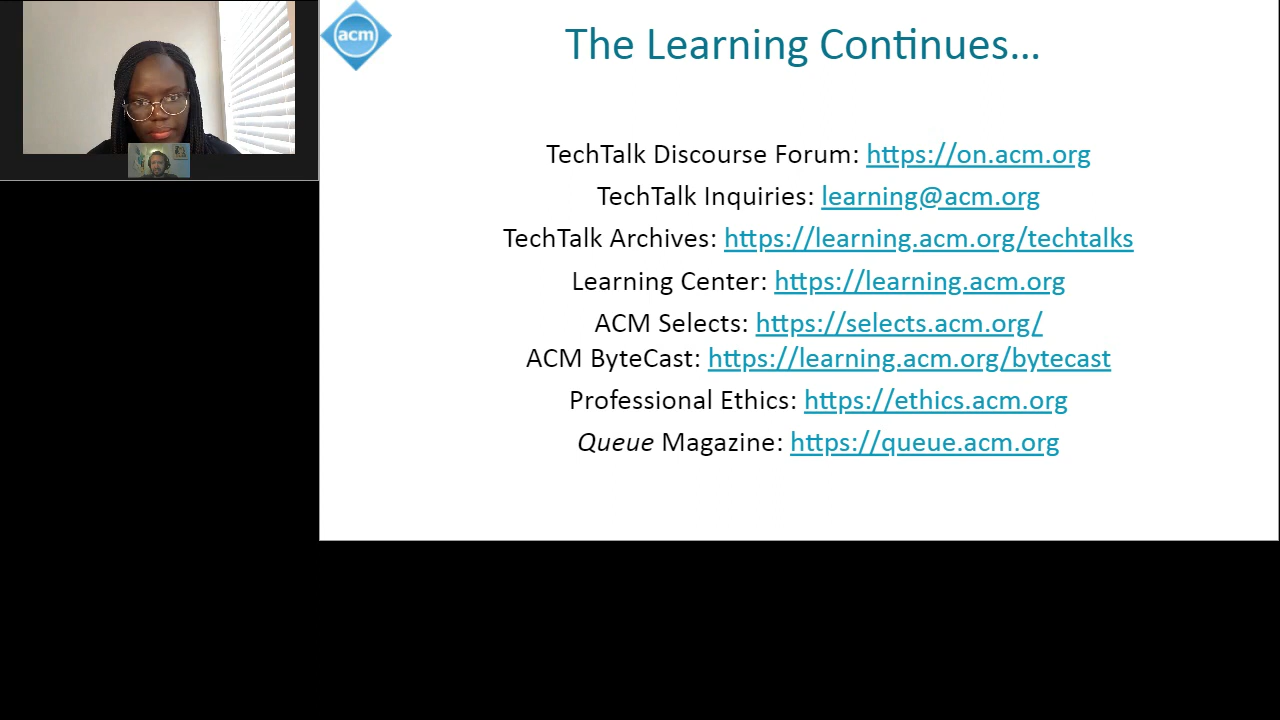 acm
The Learning Continues...
TechTalk Discourse Forum: https://on.acm.org
TechTalk Inquiries: learning@acm.org
TechTalk Archives: https://learning.acm.org/techtalks
Learning Center: https://learning.acm.org
ACM Selects: https://selects.acm.org/
ACM ByteCast: https://learning.acm.org/bytecast
Professional Ethics: https://ethics.acm.org
Queue Magazine: https://queue.acm.org